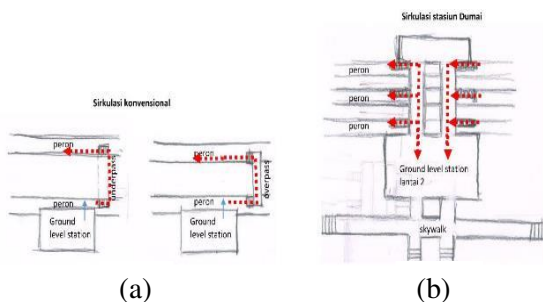 Sirkulasi konvensional
peron
underpass
peron
Ground
level station
peron
overpass
peron
Ground
level station
(a)
Sirkulasi stasiun Dumai
peron
peron
peron
Ground level station
lantai 2
skywalk
(b)